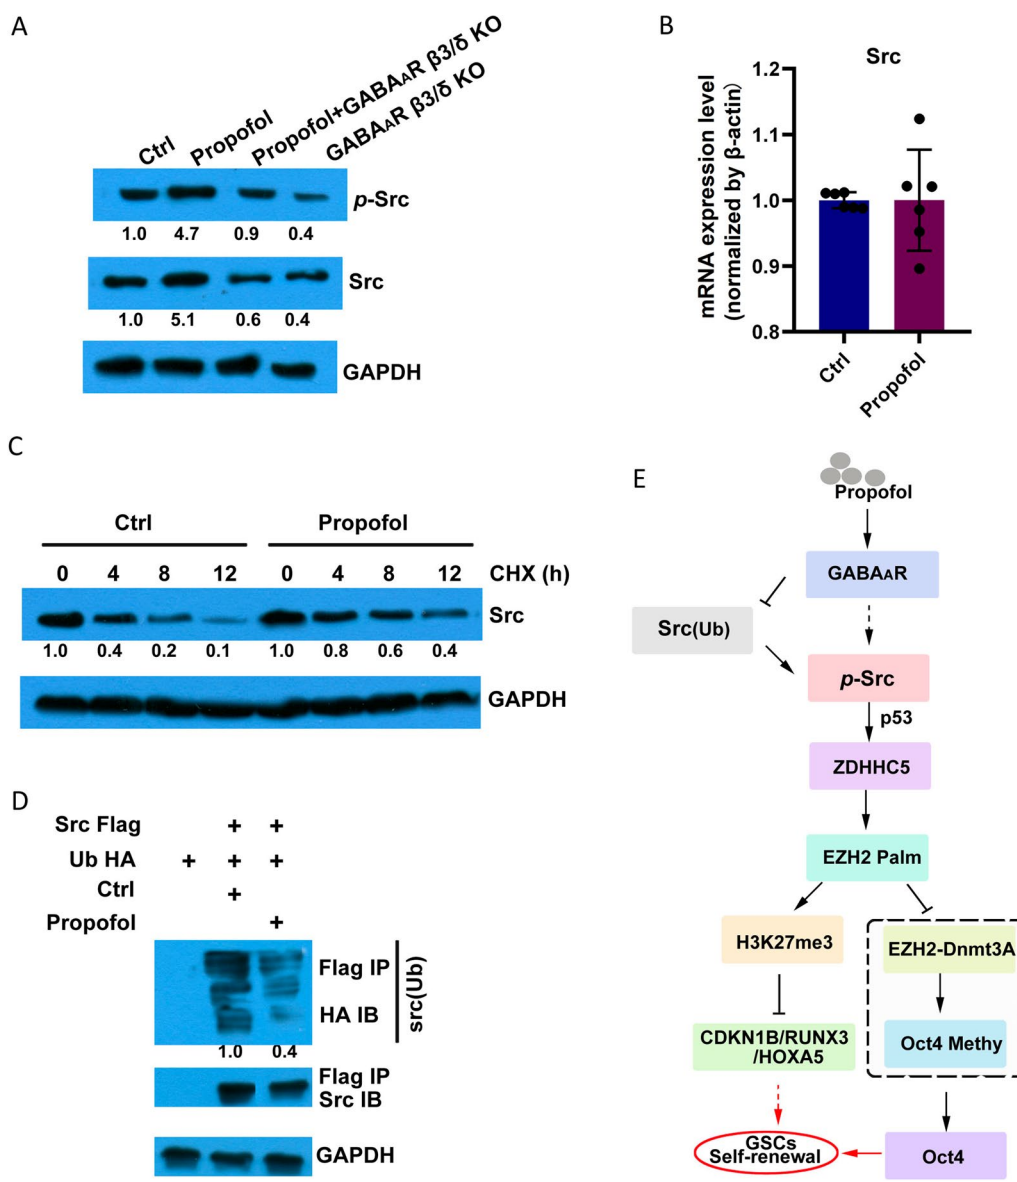 A
Ctrl
Propofol
Propofol+GABAAR β3/δ KO
GABAAR β3/δ KO
p-Src
1.0 4.7 0.9 0.4
Src
1.0 5.1 0.6 0.4
GAPDH
B
Src
mRNA expression level
(normalized by β-actin)
1.2
1.1
1.0
0.9
0.8
Ctrl
Propofol
C
Ctrl Propofol
0 4 8 12 0 4 8 12 CHX (h)
Src
1.0 0.4 0.2 0.1 1.0 0.8 0.6 0.4
GAPDH
D
Src Flag + +
Ub HA + + +
Ctrl +
Propofol +
Flag IP
HA IB
src(Ub)
1.0 0.4
Flag IP
Src IB
GAPDH
E
Propofol
GABAAR
Src(Ub)
p-Src
p53
ZDHHC5
EZH2 Palm
H3K27me3
EZH2-Dnmt3A
CDKN1B/RUNX3
/HOXA5
Oct4 Methy
GSCs
Self-renewal
Oct4